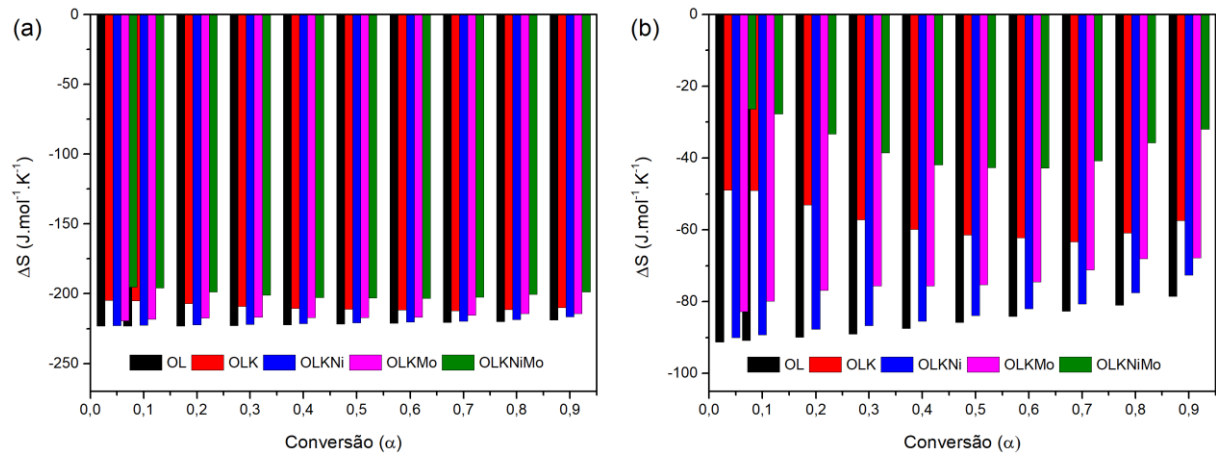 (a)
0
-50
-100
-150
-200
-250
ΔS (J.mol⁻¹.K⁻¹)
OL OLK OLKNi OLKMo OLKNiMo
0,0 0,1 0,2 0,3 0,4 0,5 0,6 0,7 0,8 0,9
Conversão (α)
(b)
0
-20
-40
-60
-80
-100
ΔS (J.mol⁻¹.K⁻¹)
OL OLK OLKNi OLKMo OLKNiMo
0,0 0,1 0,2 0,3 0,4 0,5 0,6 0,7 0,8 0,9
Conversão (α)